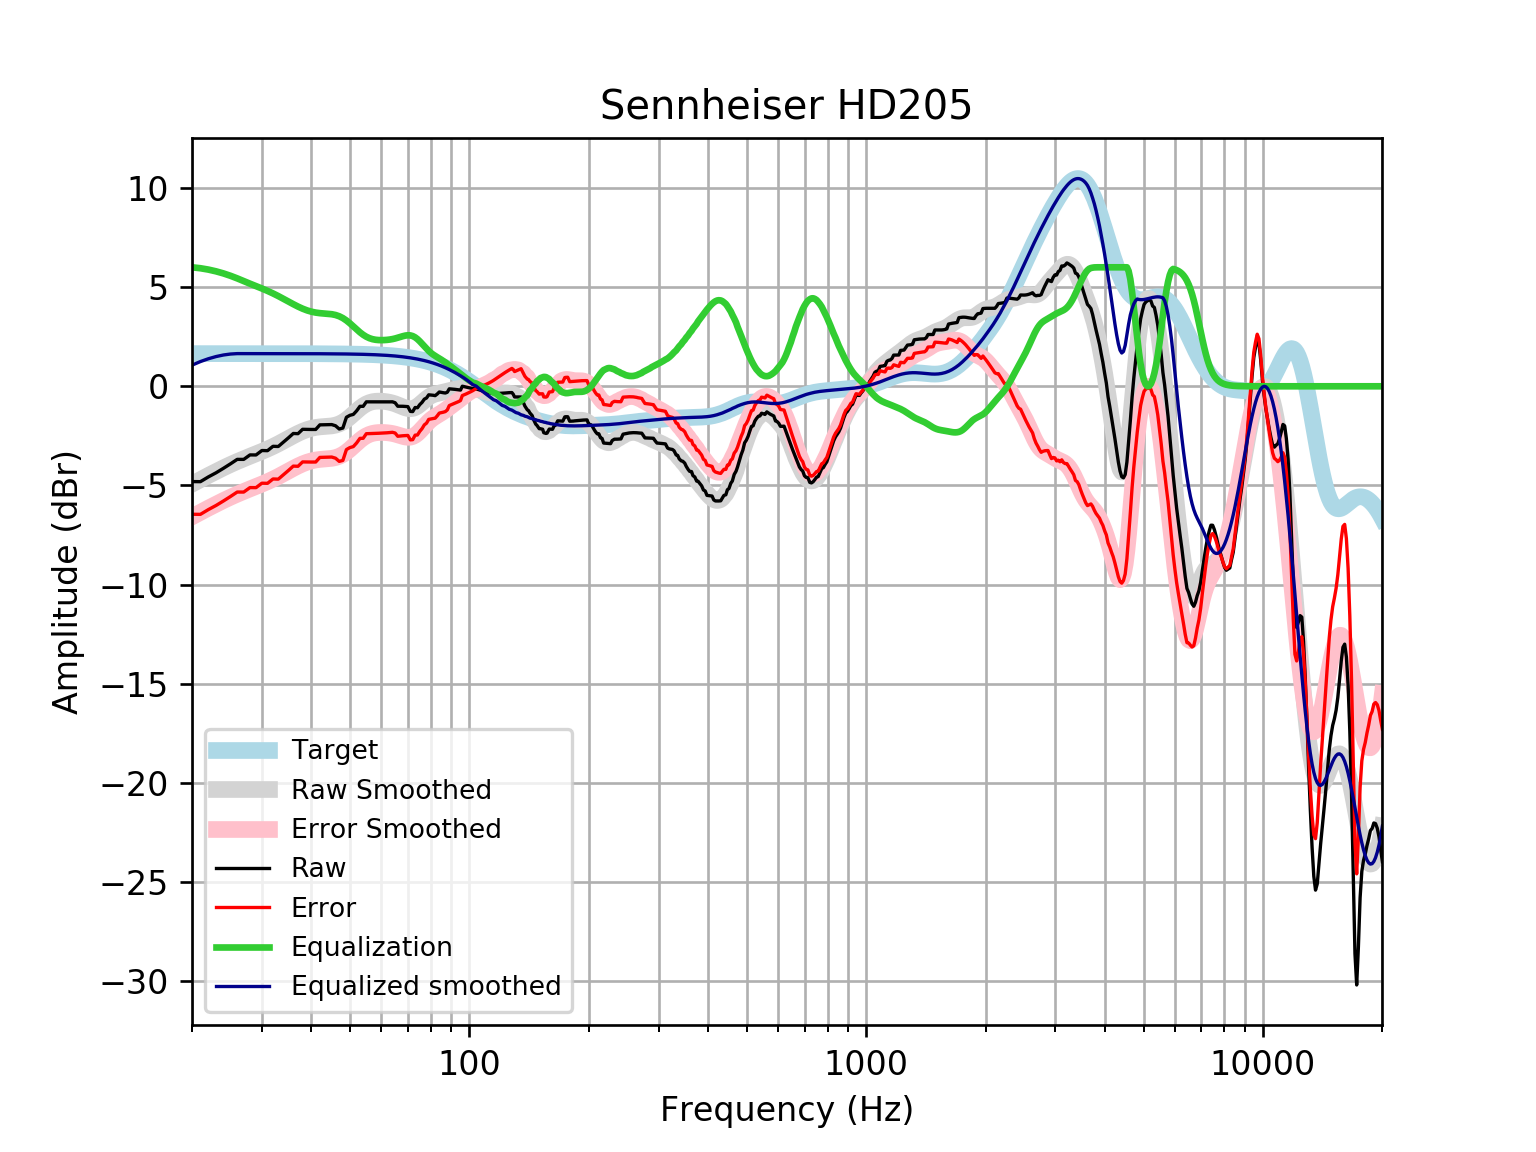 Sennheiser HD205
10
5
0
−5
−10
−15
−20
−25
−30
Amplitude (dBr)
Target
Raw Smoothed
Error Smoothed
Raw
Error
Equalization
Equalized smoothed
100
1000
10000
Frequency (Hz)